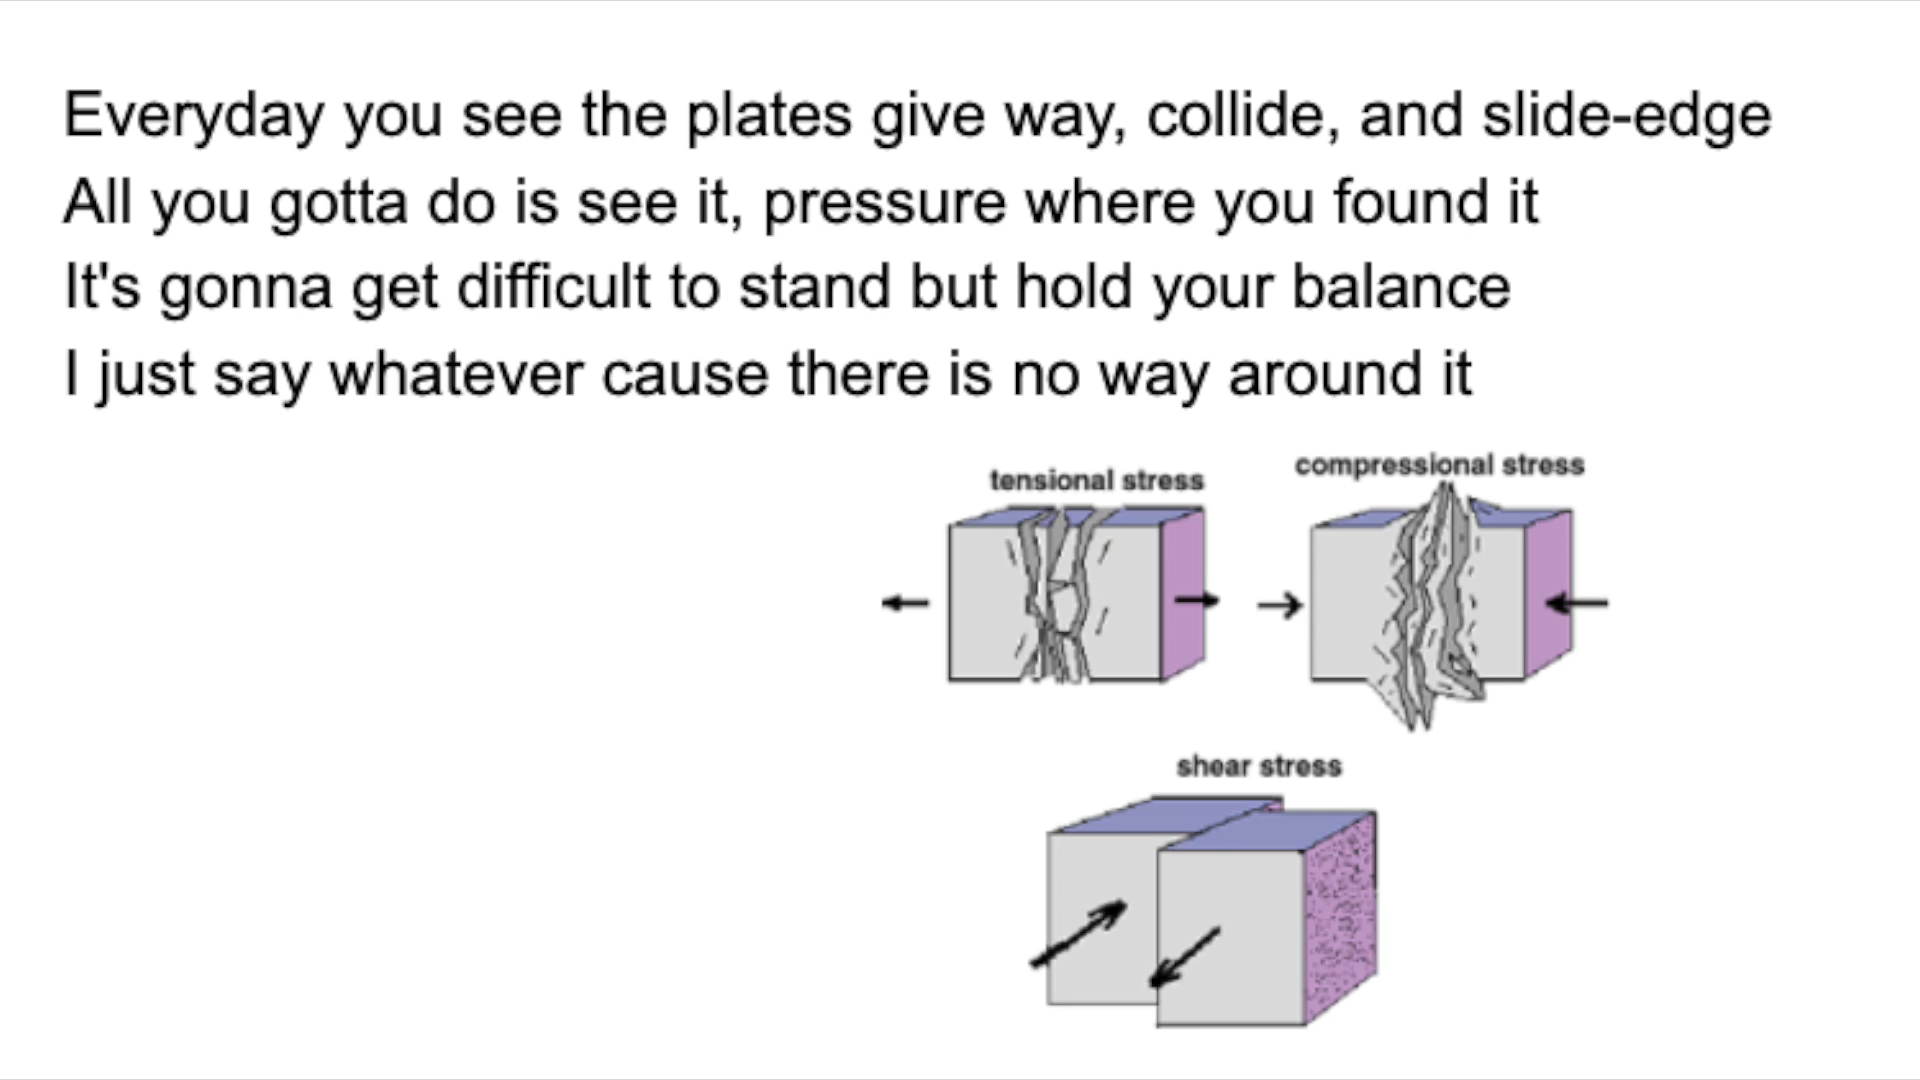 Everyday you see the plates give way, collide, and slide-edge
All you gotta do is see it, pressure where you found it
It's gonna get difficult to stand but hold your balance
I just say whatever cause there is no way around it
tensional stress
compressional stress
shear stress